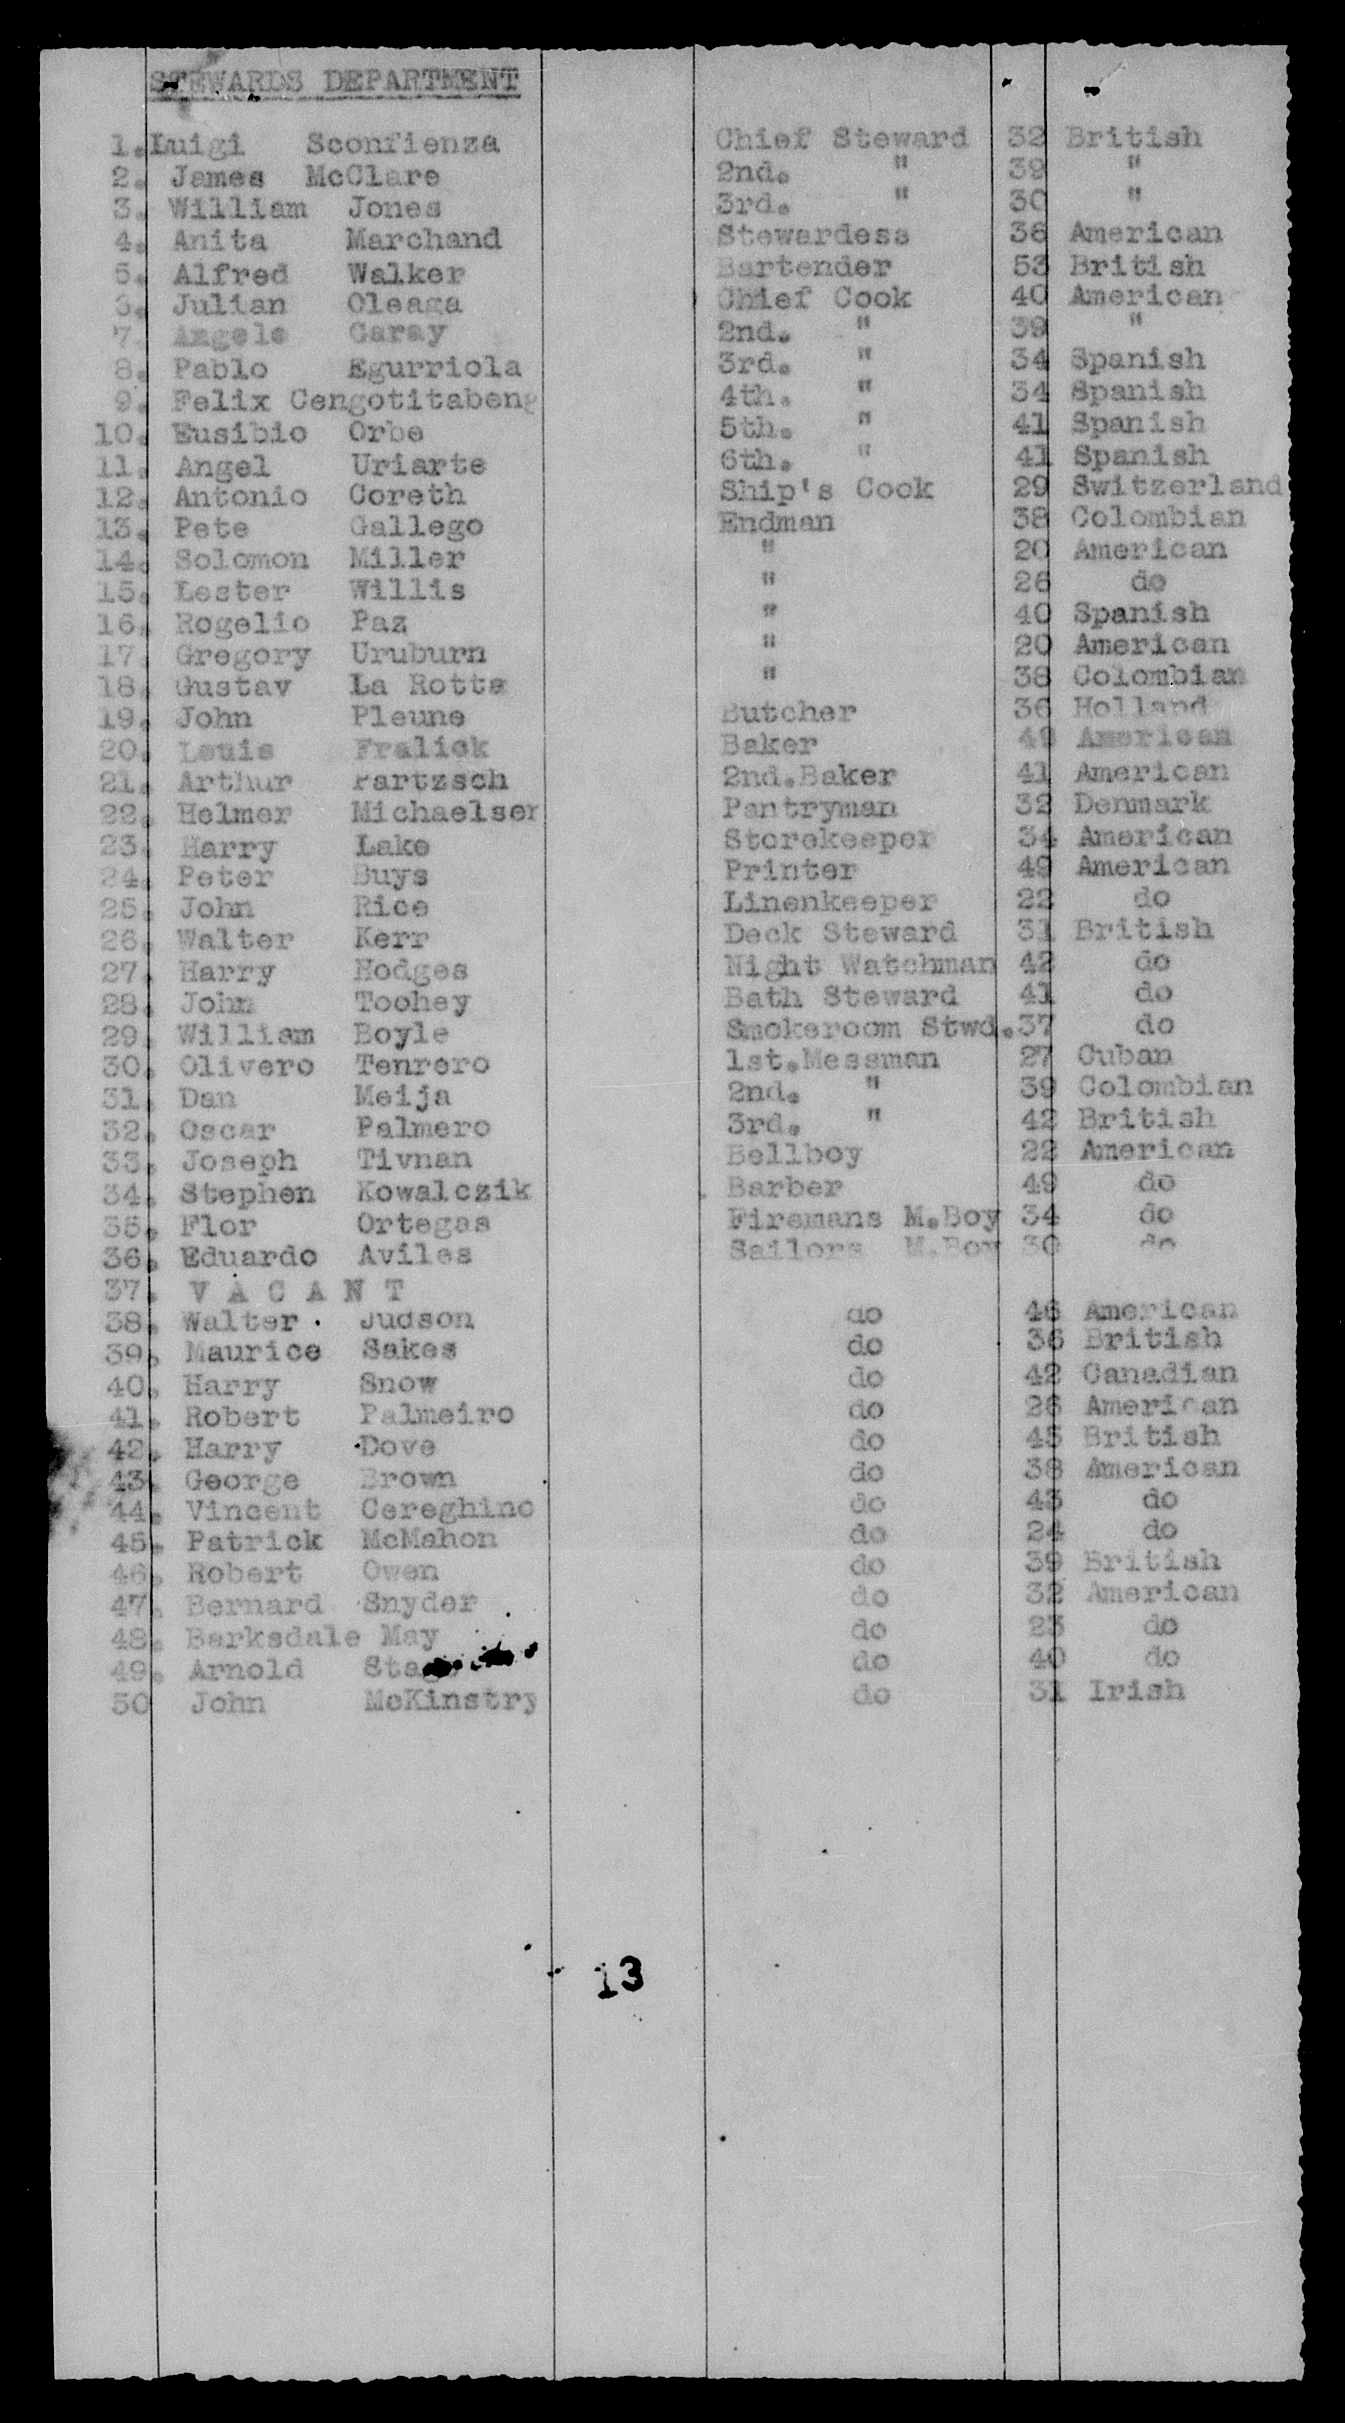 STEWARDS DEPARTMENT
1. Luigi Sconfienza Chief Steward 32 British
2. James McClare 2nd. " 39 "
3. William Jones 3rd. " 30 "
4. Anita Marchand Stewardess 36 American
5. Alfred Walker Bartender 53 British
6. Julian Oleaga Chief Cook 40 American
7. Angelo Garay 2nd. " 39 "
8. Pablo Egurriola 3rd. " 34 Spanish
9. Felix Cengotitabeng 4th. " 34 Spanish
10. Eusibio Orbe 5th. " 41 Spanish
11. Angel Uriarte 6th. " 41 Spanish
12. Antonio Coreth Ship's Cook 29 Switzerland
13. Pete Gallego Endman 38 Colombian
14. Solomon Miller " 20 American
15. Lester Willis " 26 do
16. Rogelio Paz " 40 Spanish
17. Gregory Uruburn " 20 American
18. Gustav La Rotta " 38 Colombian
19. John Pleune Butcher 36 Holland
20. Louis Fralick Baker 49 American
21. Arthur Partzsch 2nd.Baker 41 American
22. Helmer Michaelsen Pantryman 32 Denmark
23. Harry Lake Storekeeper 34 American
24. Peter Buys Printer 49 American
25. John Rice Linenkeeper 22 do
26. Walter Kerr Deck Steward 31 British
27. Harry Hodges Night Watchman 42 do
28. John Toohey Bath Steward 41 do
29. William Boyle Smokeroom Stwd. 37 do
30. Olivero Tenrero 1st.Messman 27 Cuban
31. Dan Meija 2nd. " 39 Colombian
32. Oscar Palmero 3rd. " 42 British
33. Joseph Tivnan Bellboy 22 American
34. Stephen Kowalczik Barber 49 do
35. Flor Ortegas Firemans M.Boy 34 do
36. Eduardo Aviles Sailors M.Boy 30 do
37. V A C A N T
38. Walter Judson do 46 American
39. Maurice Sakes do 36 British
40. Harry Snow do 42 Canadian
41. Robert Palmeiro do 26 American
42. Harry Dove do 45 British
43. George Brown do 38 American
44. Vincent Cereghino do 43 do
45. Patrick McMahon do 24 do
46. Robert Owen do 39 British
47. Bernard Snyder do 32 American
48. Barksdale May do 23 do
49. Arnold do 40 do
50 John McKinstry do 31 Irish
13